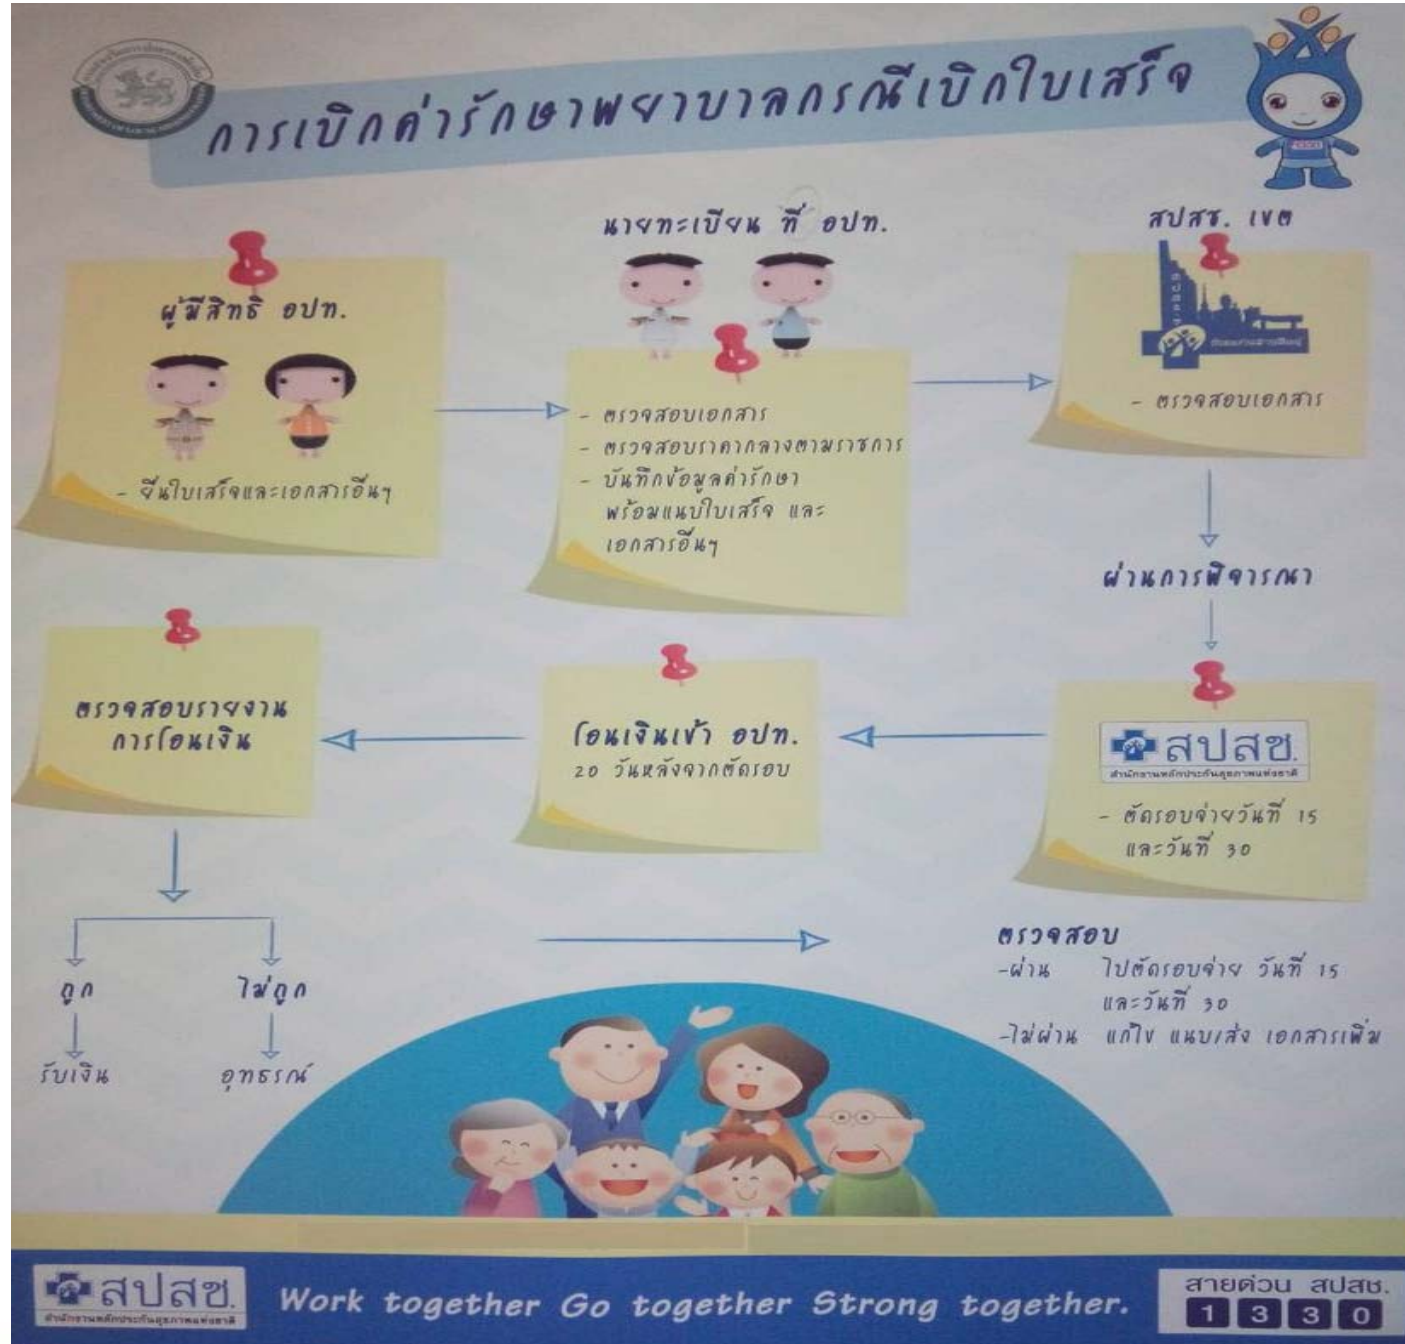 การเบิกค่ารักษาพยาบาลกรณีเบิกใบเสร็จ
ผู้มีสิทธิ อปท.
- ยื่นใบเสร็จและเอกสารอื่นๆ
นายทะเบียน ที่ อปท.
- ตรวจสอบเอกสาร
- ตรวจสอบราคากลางตามราชการ
- บันทึกข้อมูลค่ารักษา
พร้อมแนบใบเสร็จ และ
เอกสารอื่นๆ
สปสช. เขต
- ตรวจสอบเอกสาร
ผ่านการพิจารณา
สปสช.
สำนักงานหลักประกันสุขภาพแห่งชาติ
- ตัดรอบจ่ายวันที่ 15
และวันที่ 30
โอนเงินเข้า อปท.
20 วันหลังจากตัดรอบ
ตรวจสอบรายงาน
การโอนเงิน
ถูก
ไม่ถูก
รับเงิน
อุทธรณ์
ตรวจสอบ
-ผ่าน ไปตัดรอบจ่าย วันที่ 15
และวันที่ 30
-ไม่ผ่าน แก้ไข แนบ/ส่ง เอกสารเพิ่ม
สปสช.
สำนักงานหลักประกันสุขภาพแห่งชาติ
Work together Go together Strong together.
สายด่วน สปสช.
1 3 3 0